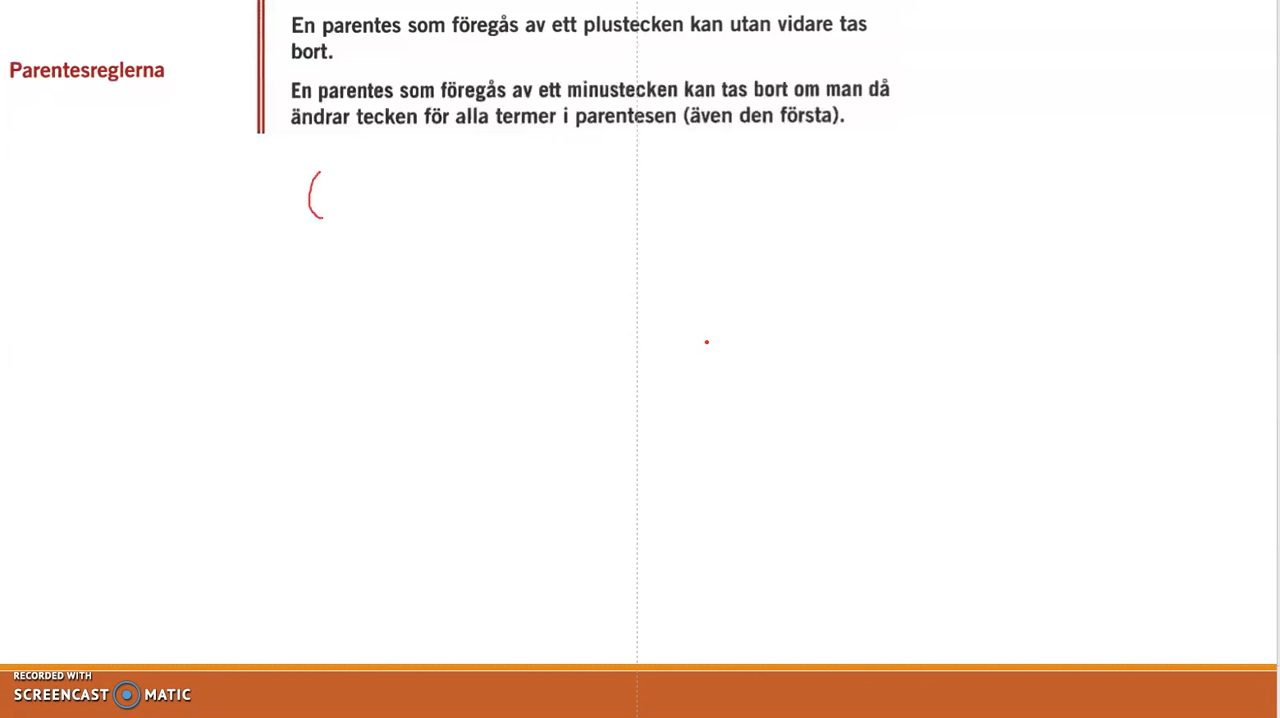 Parentesreglerna
En parentes som föregås av ett plustecken kan utan vidare tas
bort.
En parentes som föregås av ett minustecken kan tas bort om man då
ändrar tecken för alla termer i parentesen (även den första).
(
RECORDED WITH
SCREENCAST MATIC